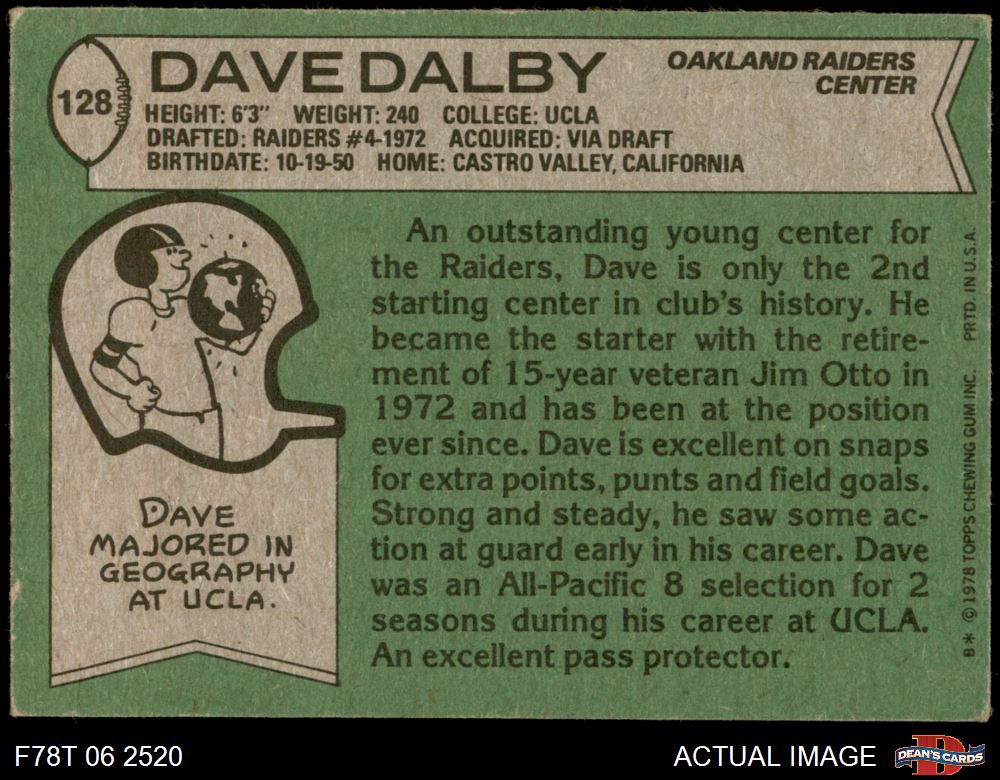 128
DAVE DALBY
OAKLAND RAIDERS
CENTER
HEIGHT: 6'3" WEIGHT: 240 COLLEGE: UCLA
DRAFTED: RAIDERS #4-1972 ACQUIRED: VIA DRAFT
BIRTHDATE: 10-19-50 HOME: CASTRO VALLEY, CALIFORNIA
DAVE
MAJORED IN
GEOGRAPHY
AT UCLA.
An outstanding young center for
the Raiders, Dave is only the 2nd
starting center in club's history. He
became the starter with the retire-
ment of 15-year veteran Jim Otto in
1972 and has been at the position
ever since. Dave is excellent on snaps
for extra points, punts and field goals.
Strong and steady, he saw some ac-
tion at guard early in his career. Dave
was an All-Pacific 8 selection for 2
seasons during his career at UCLA.
An excellent pass protector.
B* © 1978 TOPPS CHEWING GUM INC. PRTD. IN U.S.A.
F78T 06 2520
ACTUAL IMAGE
D
DEAN'S CARDS